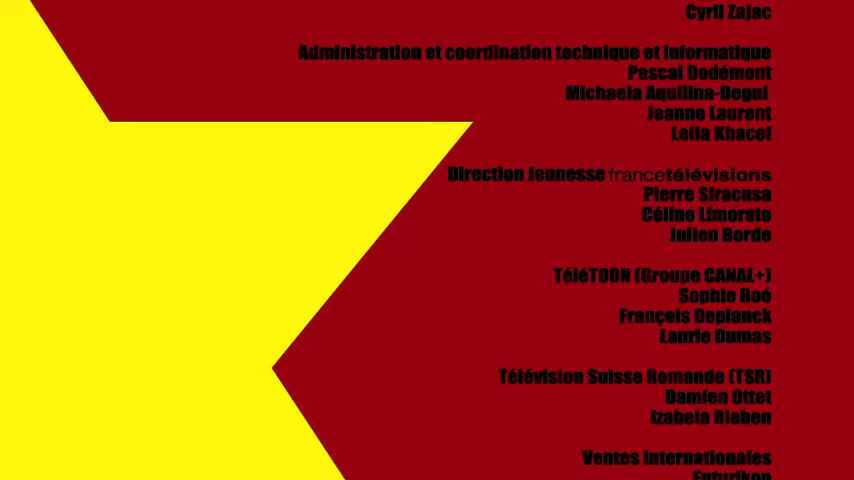 Cyril Zajac
Administration et coordination technique et informatique
Pascal Dodémont
Michaela Aquilina-Degui
Jeanne Laurent
Leila Khacef
Direction Jeunesse francetélévisions
Pierre Siracusa
Céline Limorato
Julien Borde
TéléTOON (Groupe CANAL+)
Sophie Boé
François Deplanck
Laurie Dumas
Télévision Suisse Romande (TSR)
Damien Ottet
Izabela Rieben
Ventes internationales
Futurikon